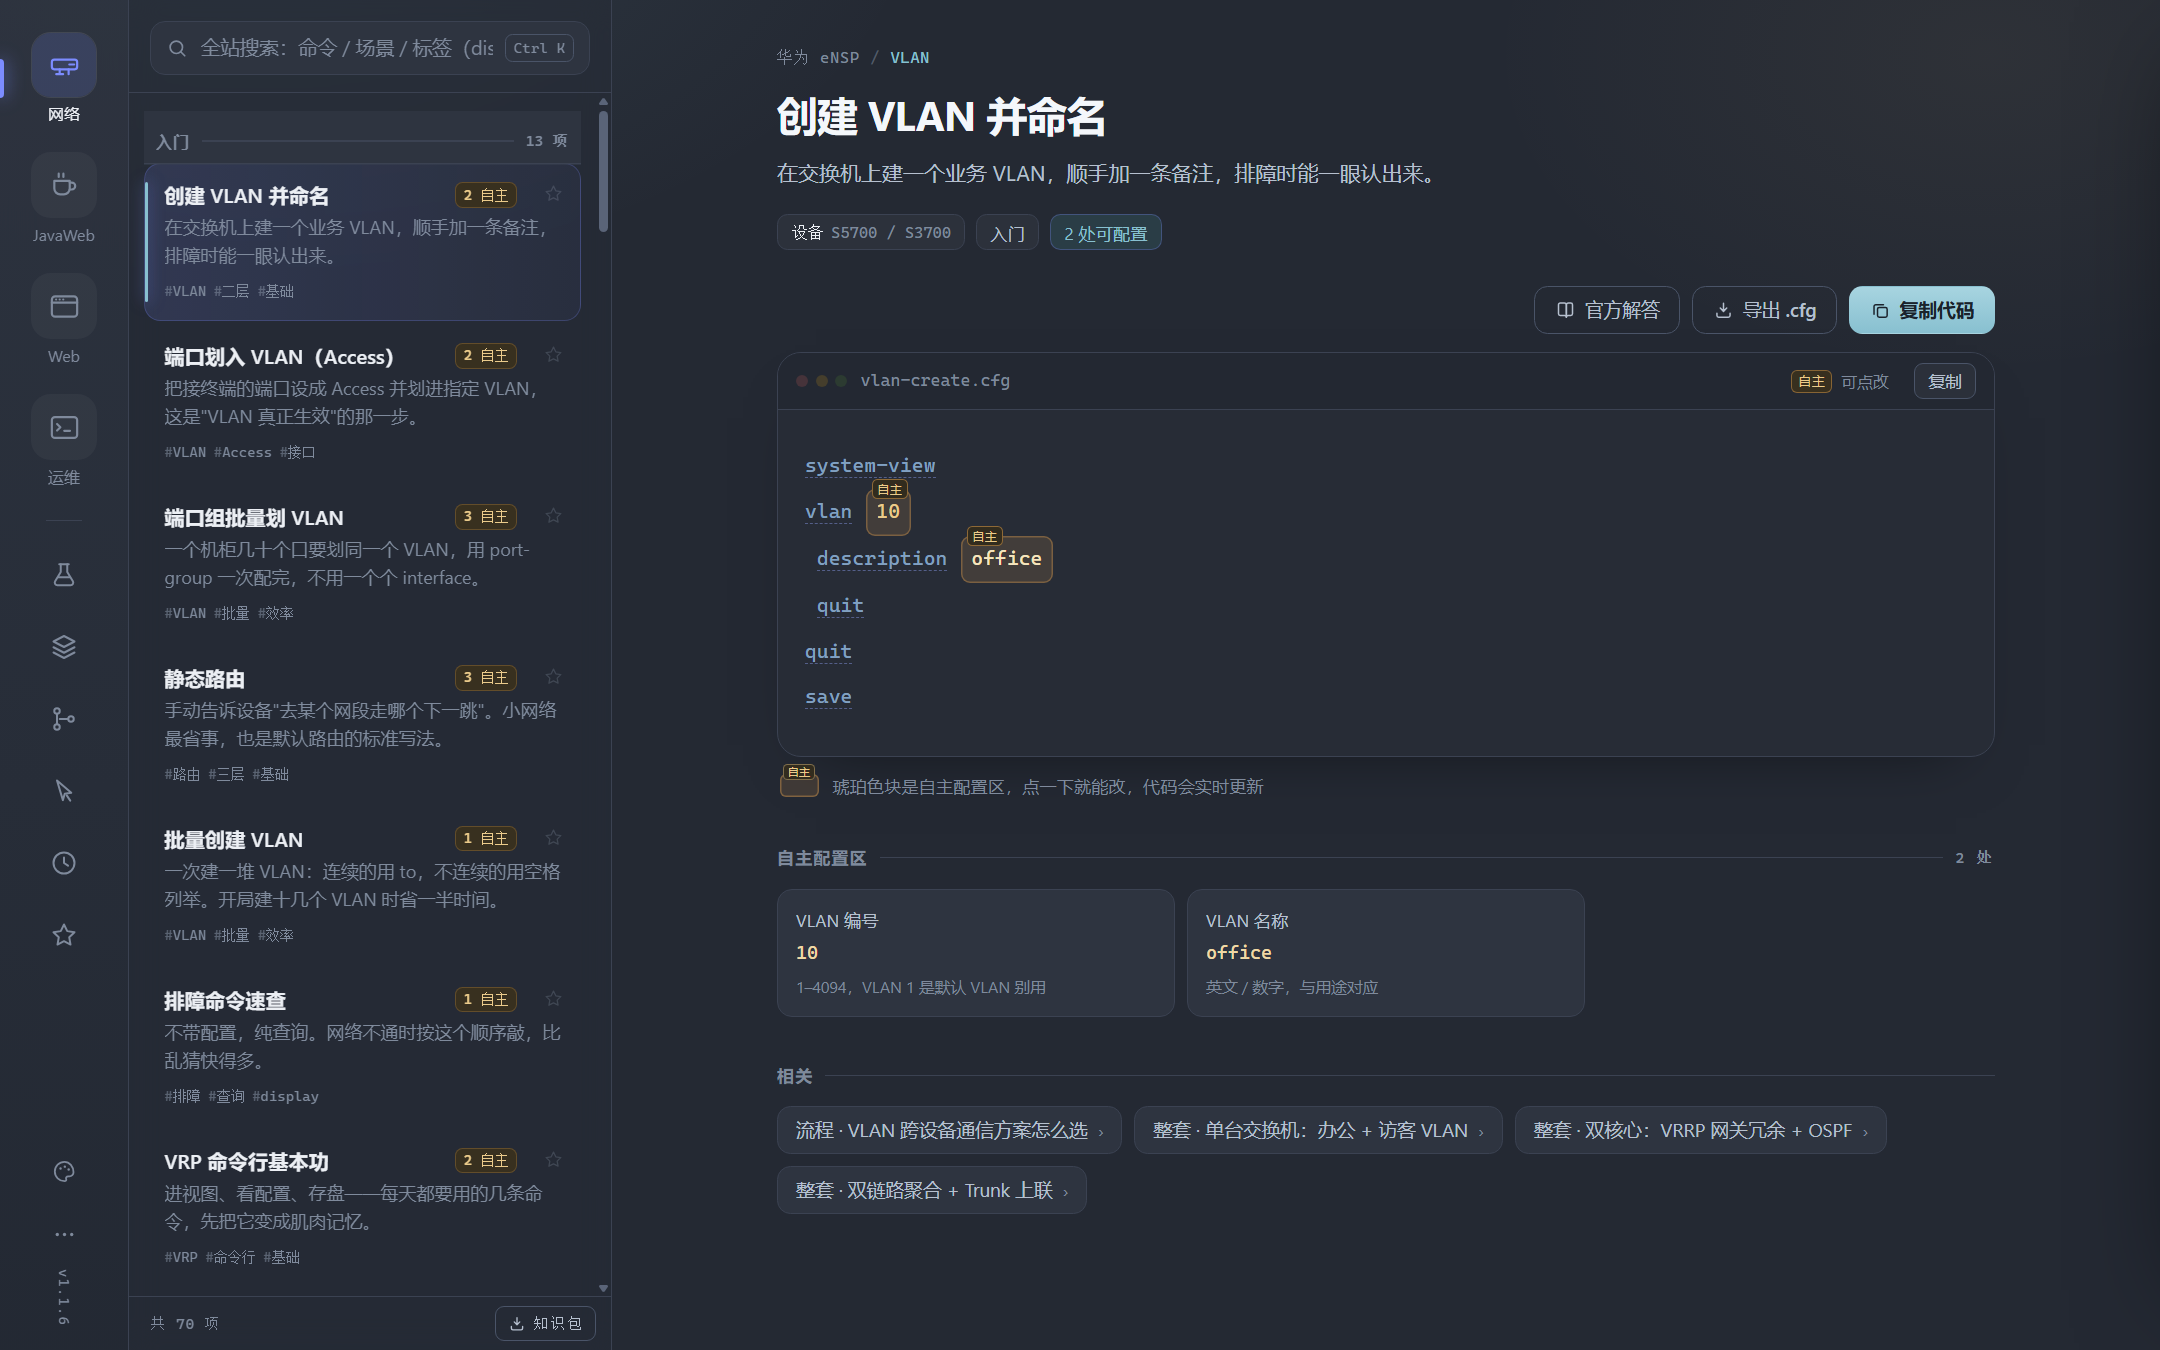 网络
JavaWeb
Web
运维
v1.1.6
全站搜索：命令 / 场景 / 标签（dis
Ctrl K
入门
13 项
创建 VLAN 并命名
2 自主
在交换机上建一个业务 VLAN，顺手加一条备注，
排障时能一眼认出来。
#VLAN #二层 #基础
端口划入 VLAN（Access）
2 自主
把接终端的端口设成 Access 并划进指定 VLAN，
这是"VLAN 真正生效"的那一步。
#VLAN #Access #接口
端口组批量划 VLAN
3 自主
一个机柜几十个口要划同一个 VLAN，用 port-
group 一次配完，不用一个个 interface。
#VLAN #批量 #效率
静态路由
3 自主
手动告诉设备"去某个网段走哪个下一跳"。小网络
最省事，也是默认路由的标准写法。
#路由 #三层 #基础
批量创建 VLAN
1 自主
一次建一堆 VLAN：连续的用 to，不连续的用空格
列举。开局建十几个 VLAN 时省一半时间。
#VLAN #批量 #效率
排障命令速查
1 自主
不带配置，纯查询。网络不通时按这个顺序敲，比
乱猜快得多。
#排障 #查询 #display
VRP 命令行基本功
2 自主
进视图、看配置、存盘——每天都要用的几条命
令，先把它变成肌肉记忆。
#VRP #命令行 #基础
共 70 项
知识包
华为 eNSP / VLAN
创建 VLAN 并命名
在交换机上建一个业务 VLAN，顺手加一条备注，排障时能一眼认出来。
设备 S5700 / S3700
入门
2 处可配置
官方解答
导出 .cfg
复制代码
vlan-create.cfg
自主 可点改
复制
system-view
自主
vlan 10
自主
description office
quit
quit
save
自主
琥珀色块是自主配置区，点一下就能改，代码会实时更新
自主配置区
2 处
VLAN 编号
10
1–4094，VLAN 1 是默认 VLAN 别用
VLAN 名称
office
英文 / 数字，与用途对应
相关
流程 · VLAN 跨设备通信方案怎么选 ›
整套 · 单台交换机：办公 + 访客 VLAN ›
整套 · 双核心：VRRP 网关冗余 + OSPF ›
整套 · 双链路聚合 + Trunk 上联 ›